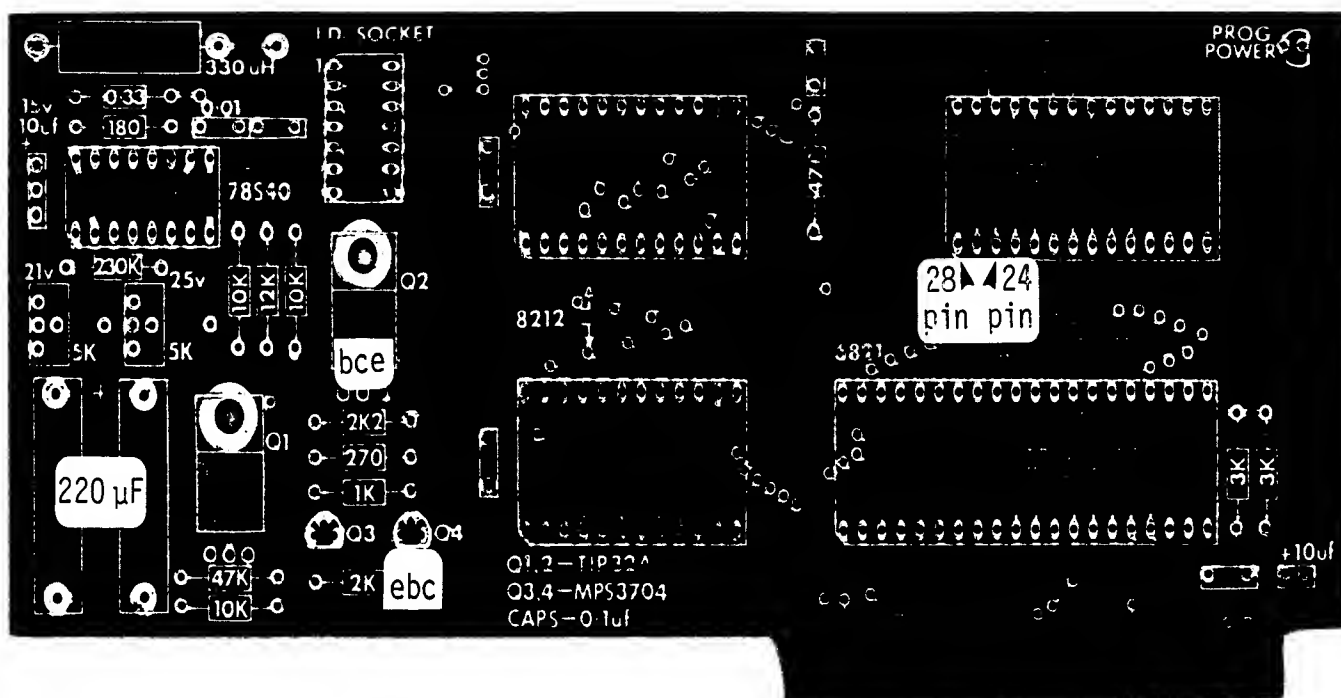 I.D. SOCKET
PROG
POWER
330uH
1
0·33
0·01
15v
10uf
180
+
78S40
470
230K
21v
25v
10K
12K
10K
Q2
28 24
pin pin
8212
5K
5K
bce
+
2K2
Q1
270
220 µF
1K
3K
3K
Q3
Q4
47K
2K
ebc
10K
Q1,2–TIP32A
Q3,4–MPS3704
CAPS–0·1uf
+10uf